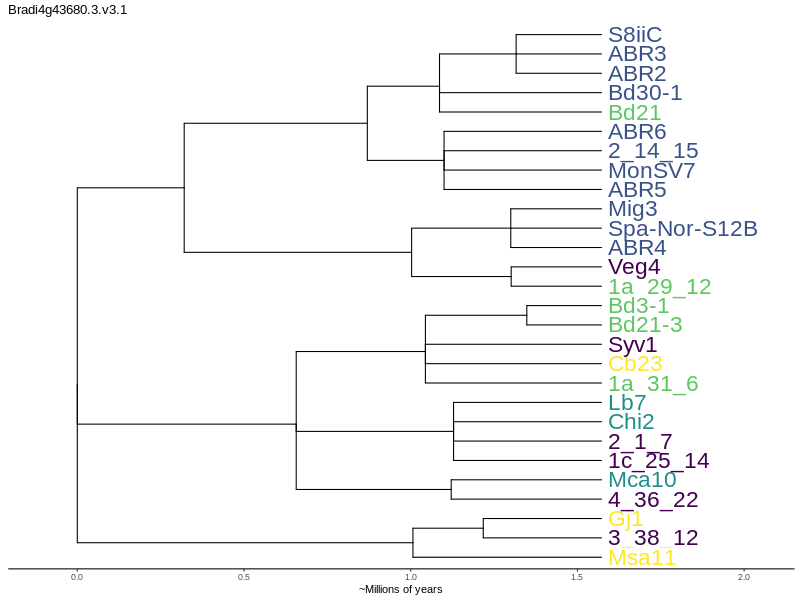 Bradi4g43680.3.v3.1
S8iiC
ABR3
ABR2
Bd30-1
Bd21
ABR6
2_14_15
MonSV7
ABR5
Mig3
Spa-Nor-S12B
ABR4
Veg4
1a_29_12
Bd3-1
Bd21-3
Syv1
Cb23
1a_31_6
Lb7
Chi2
2_1_7
1c_25_14
Mca10
4_36_22
Gj1
3_38_12
Msa11
0.0 0.5 1.0 1.5 2.0
~Millions of years